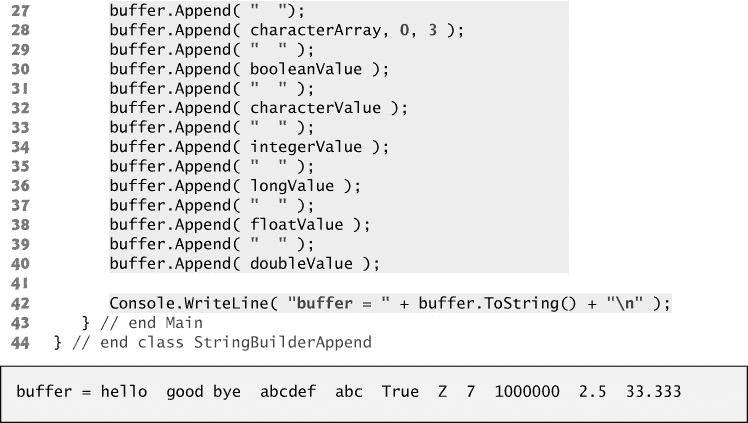 27 buffer.Append( "  ");
28 buffer.Append( characterArray, 0, 3 );
29 buffer.Append( "  " );
30 buffer.Append( booleanValue );
31 buffer.Append( "  " );
32 buffer.Append( characterValue );
33 buffer.Append( "  " );
34 buffer.Append( integerValue );
35 buffer.Append( "  " );
36 buffer.Append( longValue );
37 buffer.Append( "  " );
38 buffer.Append( floatValue );
39 buffer.Append( "  " );
40 buffer.Append( doubleValue );
41
42 Console.WriteLine( "buffer = " + buffer.ToString() + "\n" );
43 } // end Main
44 } // end class StringBuilderAppend
buffer = hello  good bye  abcdef  abc  True  Z  7  1000000  2.5  33.333